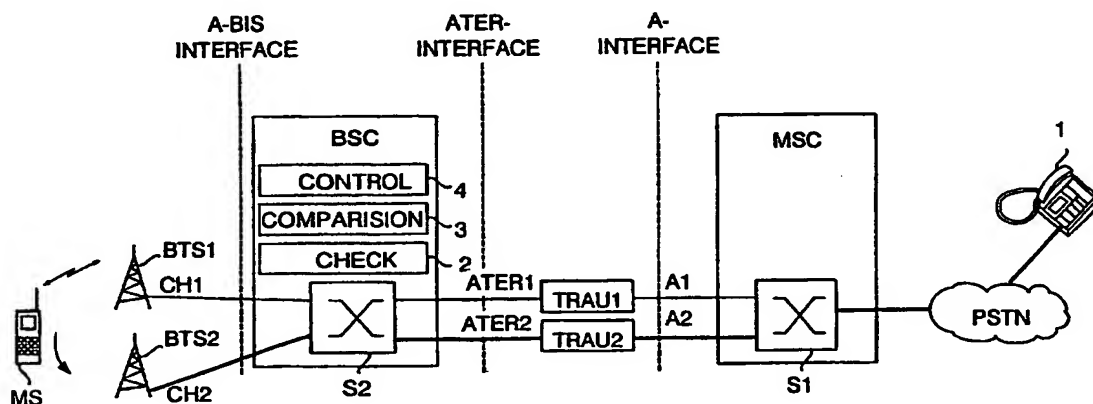 A-BIS
INTERFACE
ATER-
INTERFACE
A-
INTERFACE
BSC
MSC
1
CONTROL
4
COMPARISION
3
CHECK
2
BTS1
CH1
ATER1
TRAU1
A1
ATER2
TRAU2
A2
PSTN
BTS2
CH2
MS
S2
S1